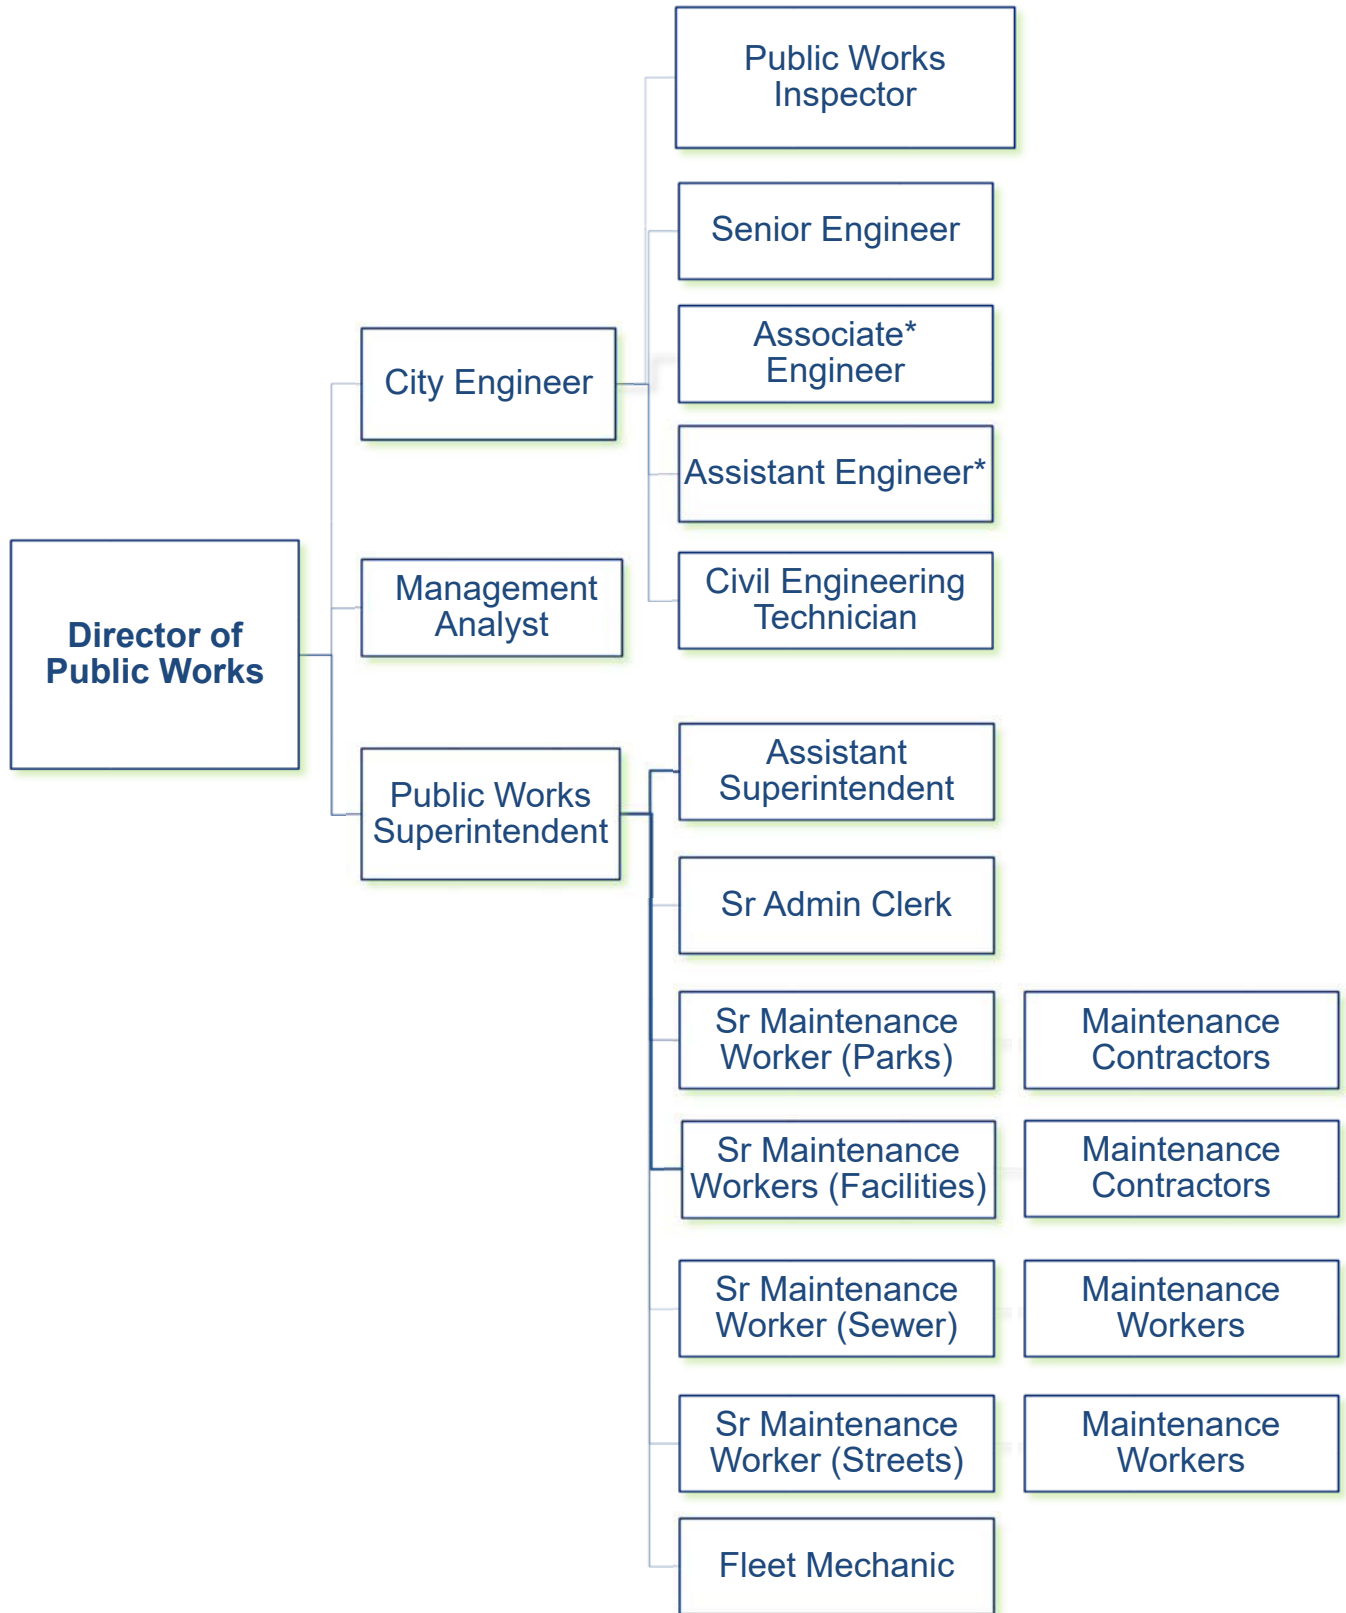 Public Works
Inspector
Senior Engineer
Associate*
Engineer
City Engineer
Assistant Engineer*
Civil Engineering
Technician
Management
Analyst
Director of
Public Works
Public Works
Superintendent
Assistant
Superintendent
Sr Admin Clerk
Sr Maintenance
Worker (Parks)
Maintenance
Contractors
Sr Maintenance
Workers (Facilities)
Maintenance
Contractors
Sr Maintenance
Worker (Sewer)
Maintenance
Workers
Sr Maintenance
Worker (Streets)
Maintenance
Workers
Fleet Mechanic